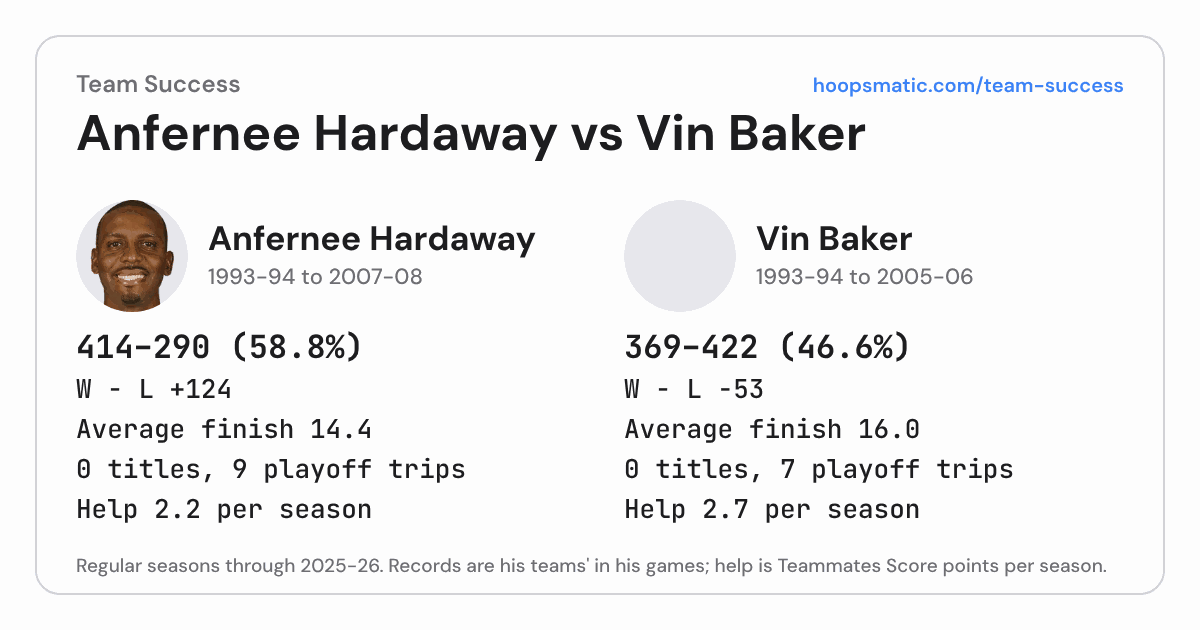 Team Success
hoopsmatic.com/team-success
Anfernee Hardaway vs Vin Baker
Anfernee Hardaway
1993-94 to 2007-08
414-290 (58.8%)
W - L +124
Average finish 14.4
0 titles, 9 playoff trips
Help 2.2 per season
Vin Baker
1993-94 to 2005-06
369-422 (46.6%)
W - L -53
Average finish 16.0
0 titles, 7 playoff trips
Help 2.7 per season
Regular seasons through 2025-26. Records are his teams' in his games; help is Teammates Score points per season.